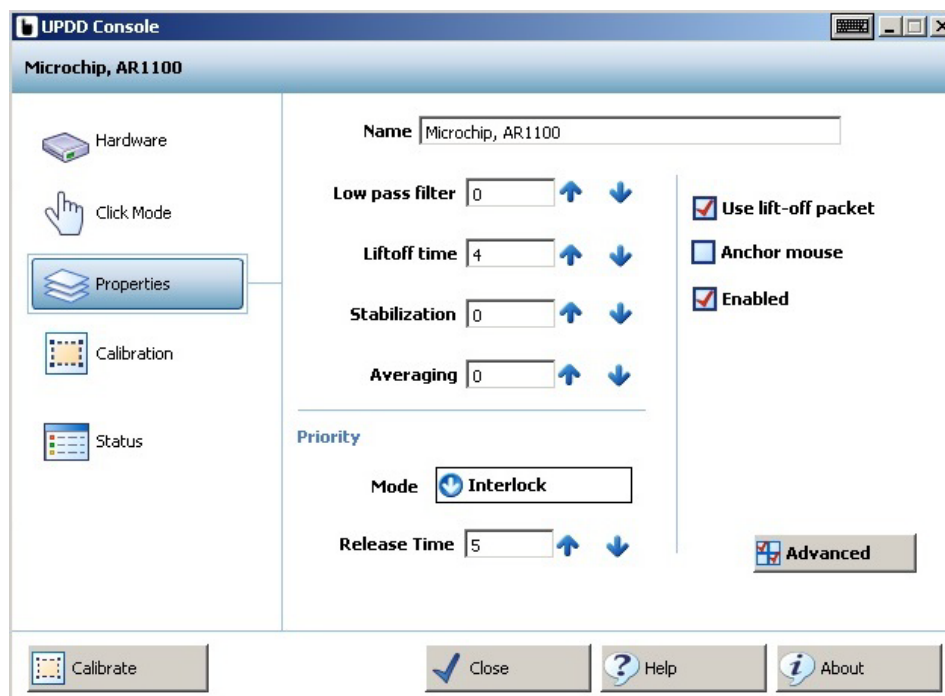 UPDD Console
Microchip, AR1100
Hardware
Click Mode
Properties
Calibration
Status
Name Microchip, AR1100
Low pass filter 0
Liftoff time 4
Stabilization 0
Averaging 0
Use lift-off packet
Anchor mouse
Enabled
Priority
Mode Interlock
Release Time 5
Advanced
Calibrate
Close
Help
About